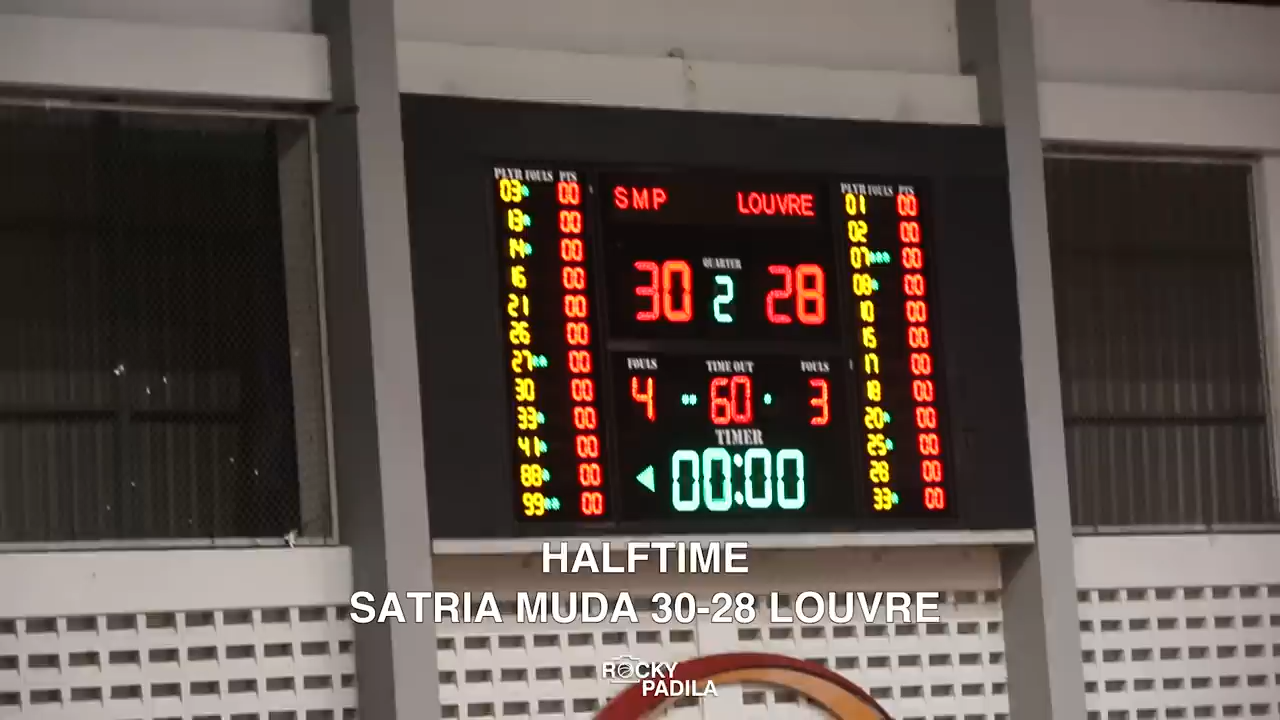 PLYR FOULS PTS
03 00
13 00
14 00
16 00
21 00
26 00
27 00
30 00
33 00
41 00
88 00
99 00
SMP LOUVRE
QUARTER
30 2 28
FOULS TIME OUT FOULS
4 60 3
TIMER
00:00
PLYR FOULS PTS
01 00
02 00
07 00
08 00
10 00
15 00
17 00
18 00
20 00
25 00
28 00
33 00
HALFTIME
SATRIA MUDA 30-28 LOUVRE
ROCKY
PADILA